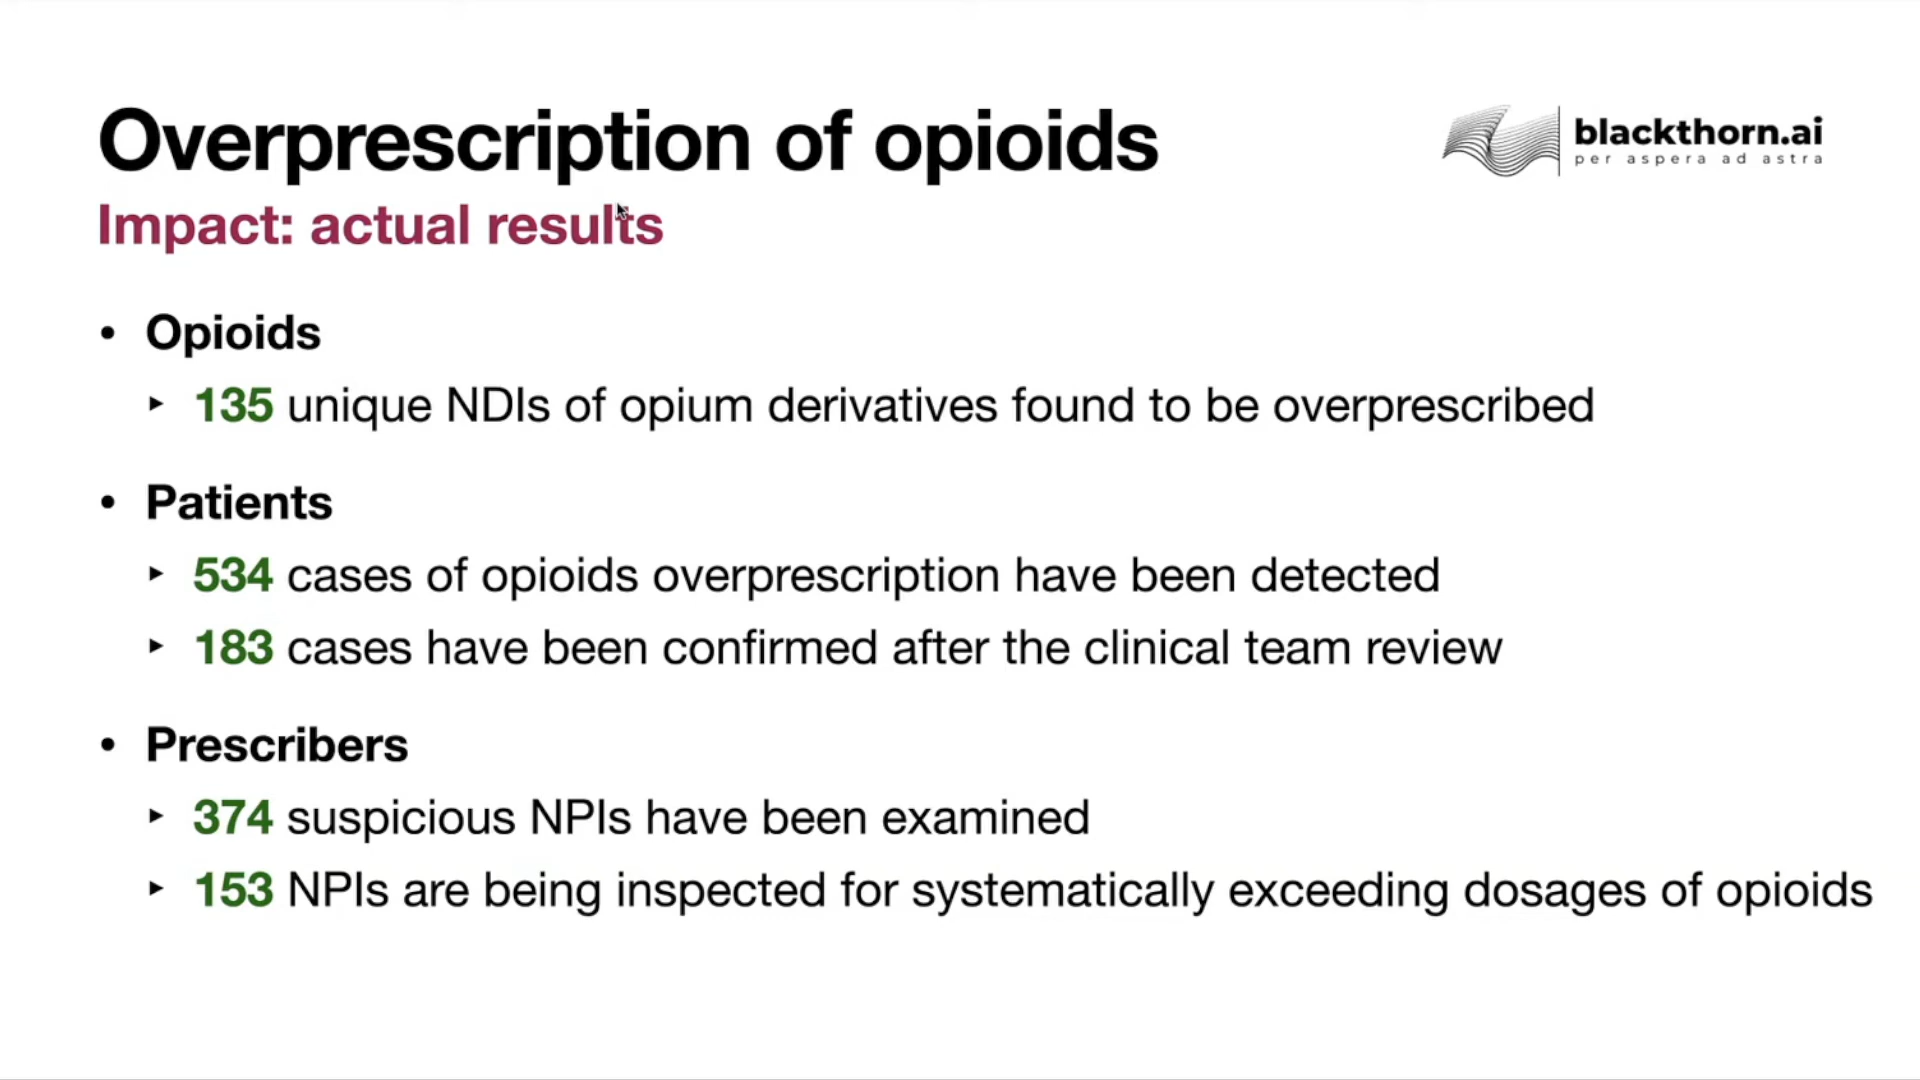 Overprescription of opioids
blackthorn.ai
per aspera ad astra
Impact: actual results
• Opioids
‣ 135 unique NDIs of opium derivatives found to be overprescribed
• Patients
‣ 534 cases of opioids overprescription have been detected
‣ 183 cases have been confirmed after the clinical team review
• Prescribers
‣ 374 suspicious NPIs have been examined
‣ 153 NPIs are being inspected for systematically exceeding dosages of opioids